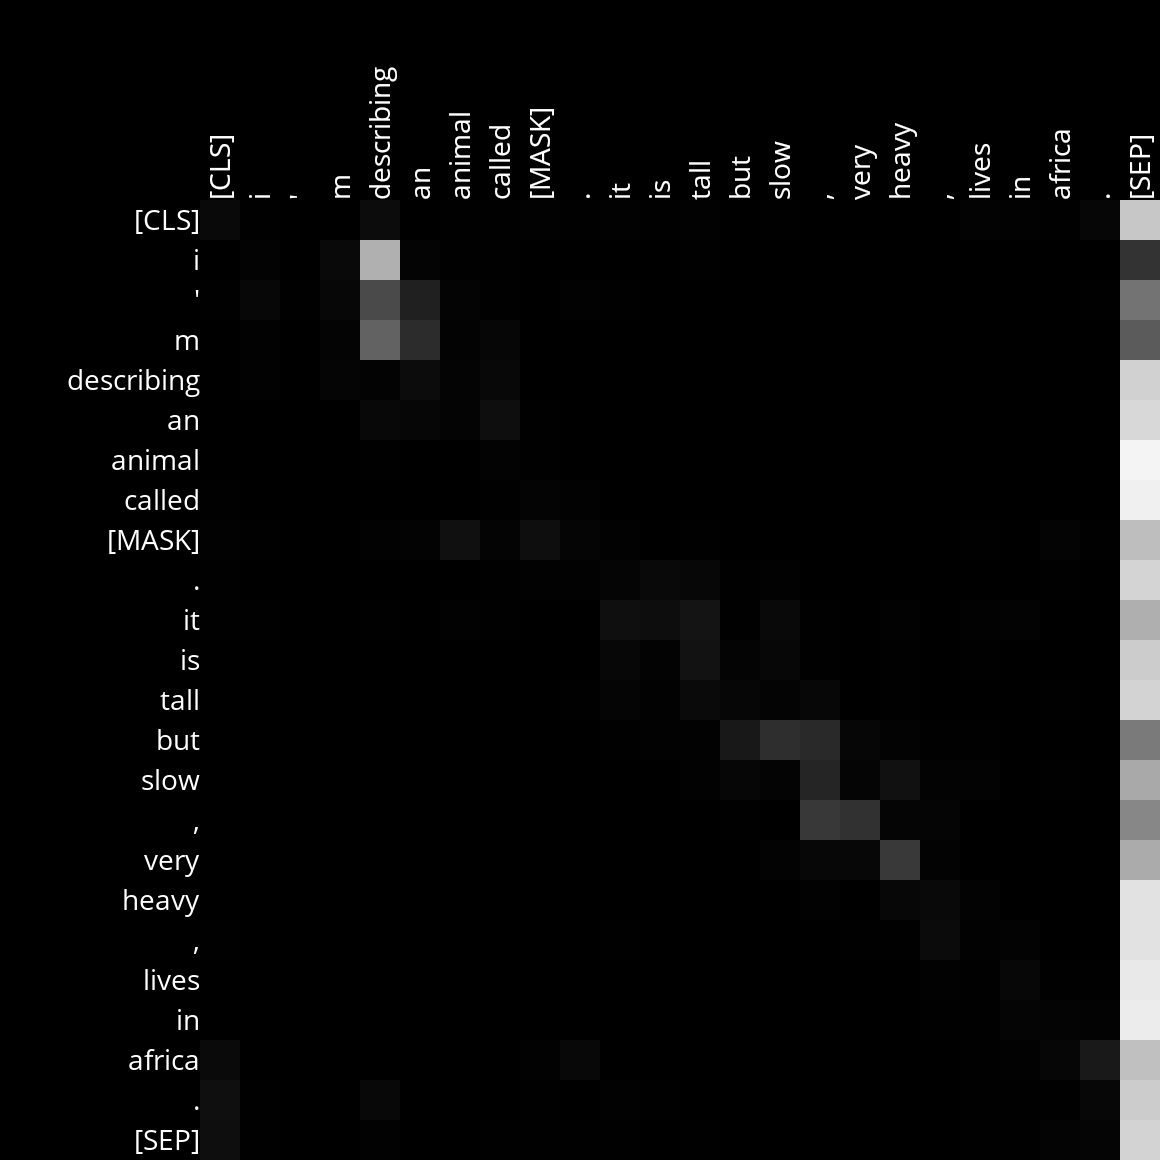 [CLS] i ' m describing an animal called [MASK] . it is tall but slow , very heavy , lives in africa . [SEP]
[CLS]
i
'
m
describing
an
animal
called
[MASK]
.
it
is
tall
but
slow
,
very
heavy
,
lives
in
africa
.
[SEP]